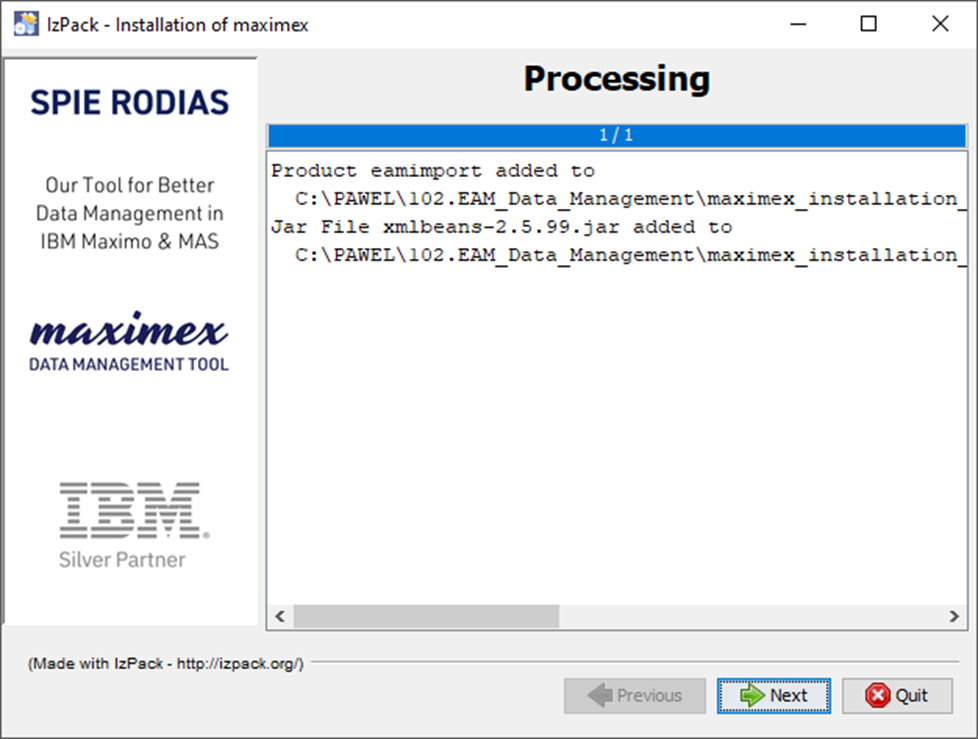 IzPack - Installation of maximex
SPIE RODIAS
Our Tool for Better
Data Management in
IBM Maximo & MAS
maximex
DATA MANAGEMENT TOOL
IBM®
Silver Partner
Processing
1 / 1
Product eamimport added to
C:\PAWEL\102.EAM_Data_Management\maximex_installation_
Jar File xmlbeans-2.5.99.jar added to
C:\PAWEL\102.EAM_Data_Management\maximex_installation_
(Made with IzPack - http://izpack.org/)
Previous
Next
Quit